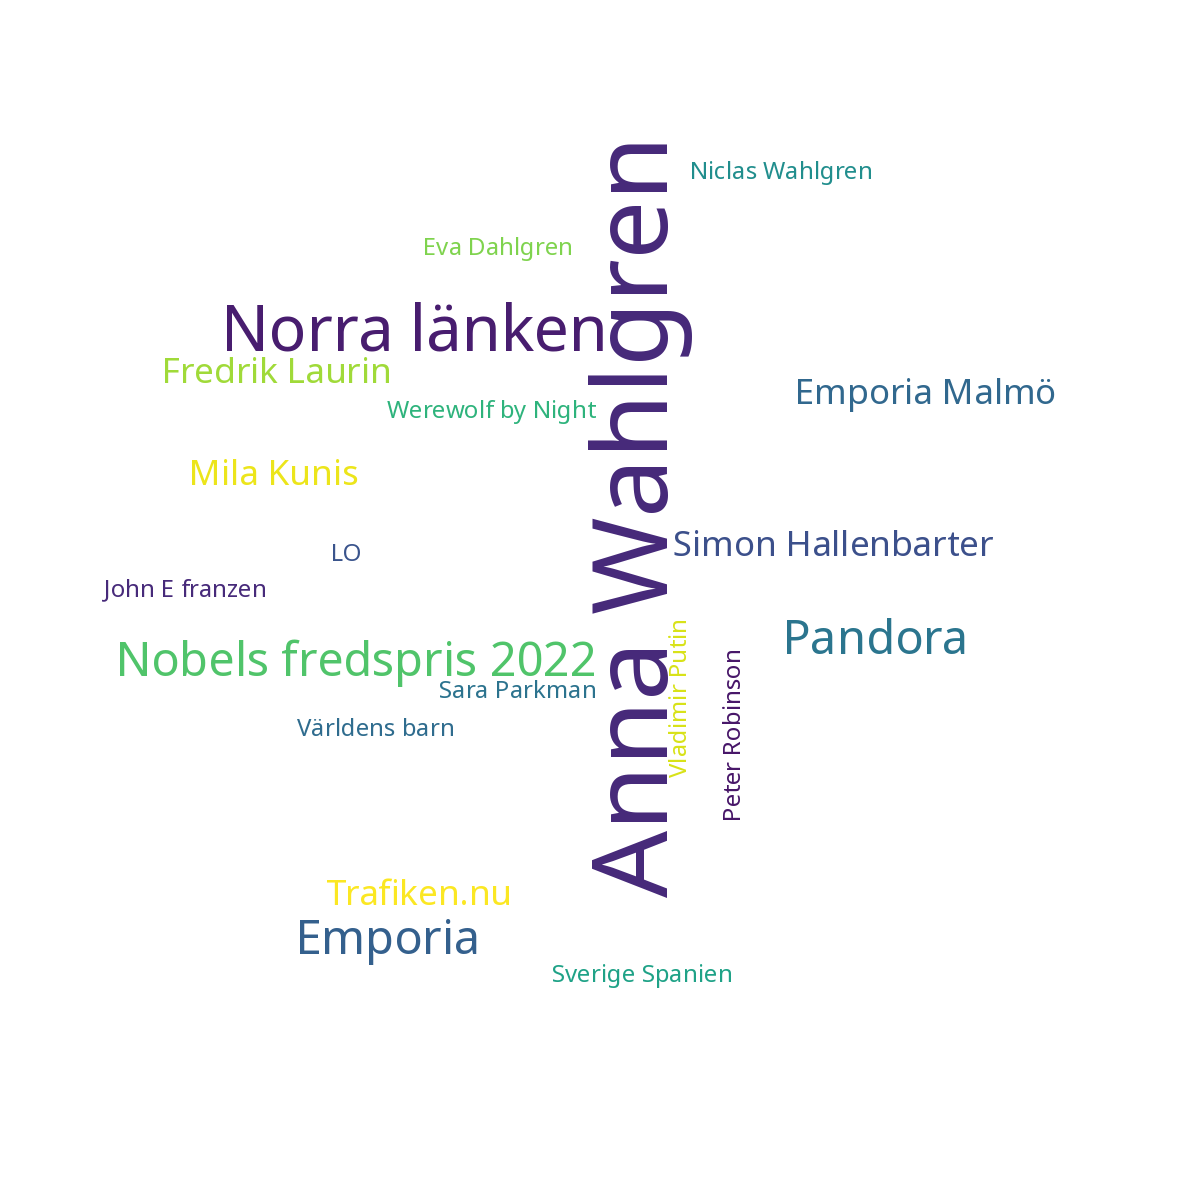 Niclas Wahlgren
Eva Dahlgren
Norra länken
Fredrik Laurin
Emporia Malmö
Werewolf by Night
Mila Kunis
Anna Wahlgren
Simon Hallenbarter
LO
John E franzen
Pandora
Nobels fredspris 2022
Sara Parkman
Vladimir Putin
Peter Robinson
Världens barn
Trafiken.nu
Emporia
Sverige Spanien